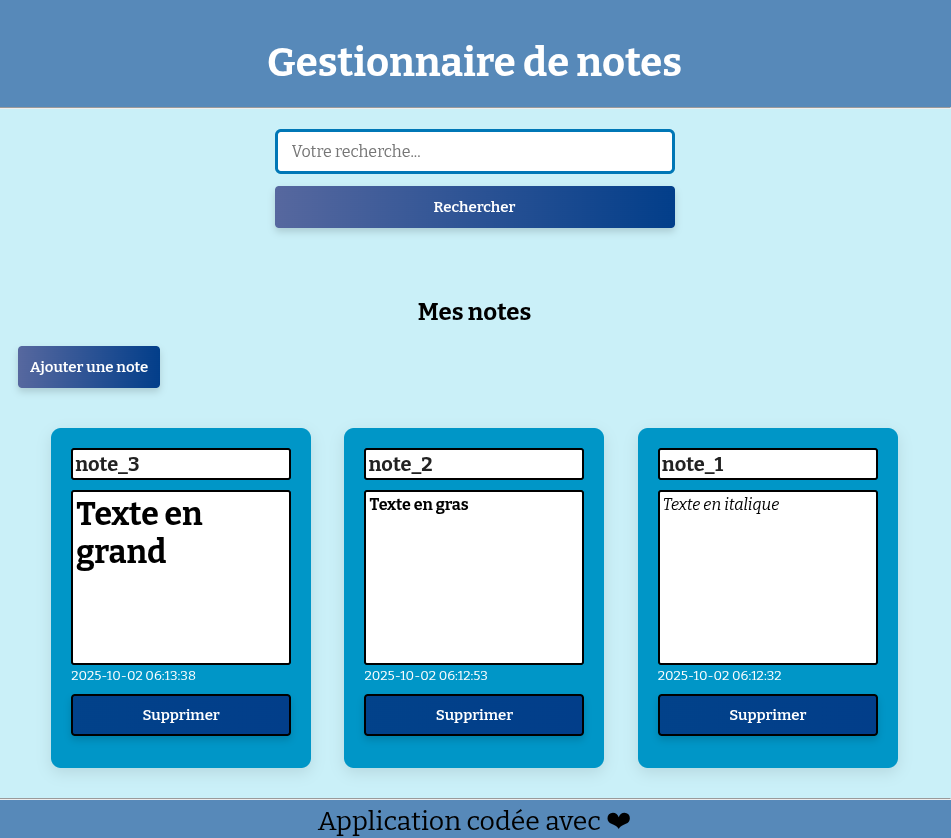 Gestionnaire de notes
Votre recherche...
Rechercher
Mes notes
Ajouter une note
note_3
Texte en
grand
2025-10-02 06:13:38
Supprimer
note_2
Texte en gras
2025-10-02 06:12:53
Supprimer
note_1
Texte en italique
2025-10-02 06:12:32
Supprimer
Application codée avec ❤